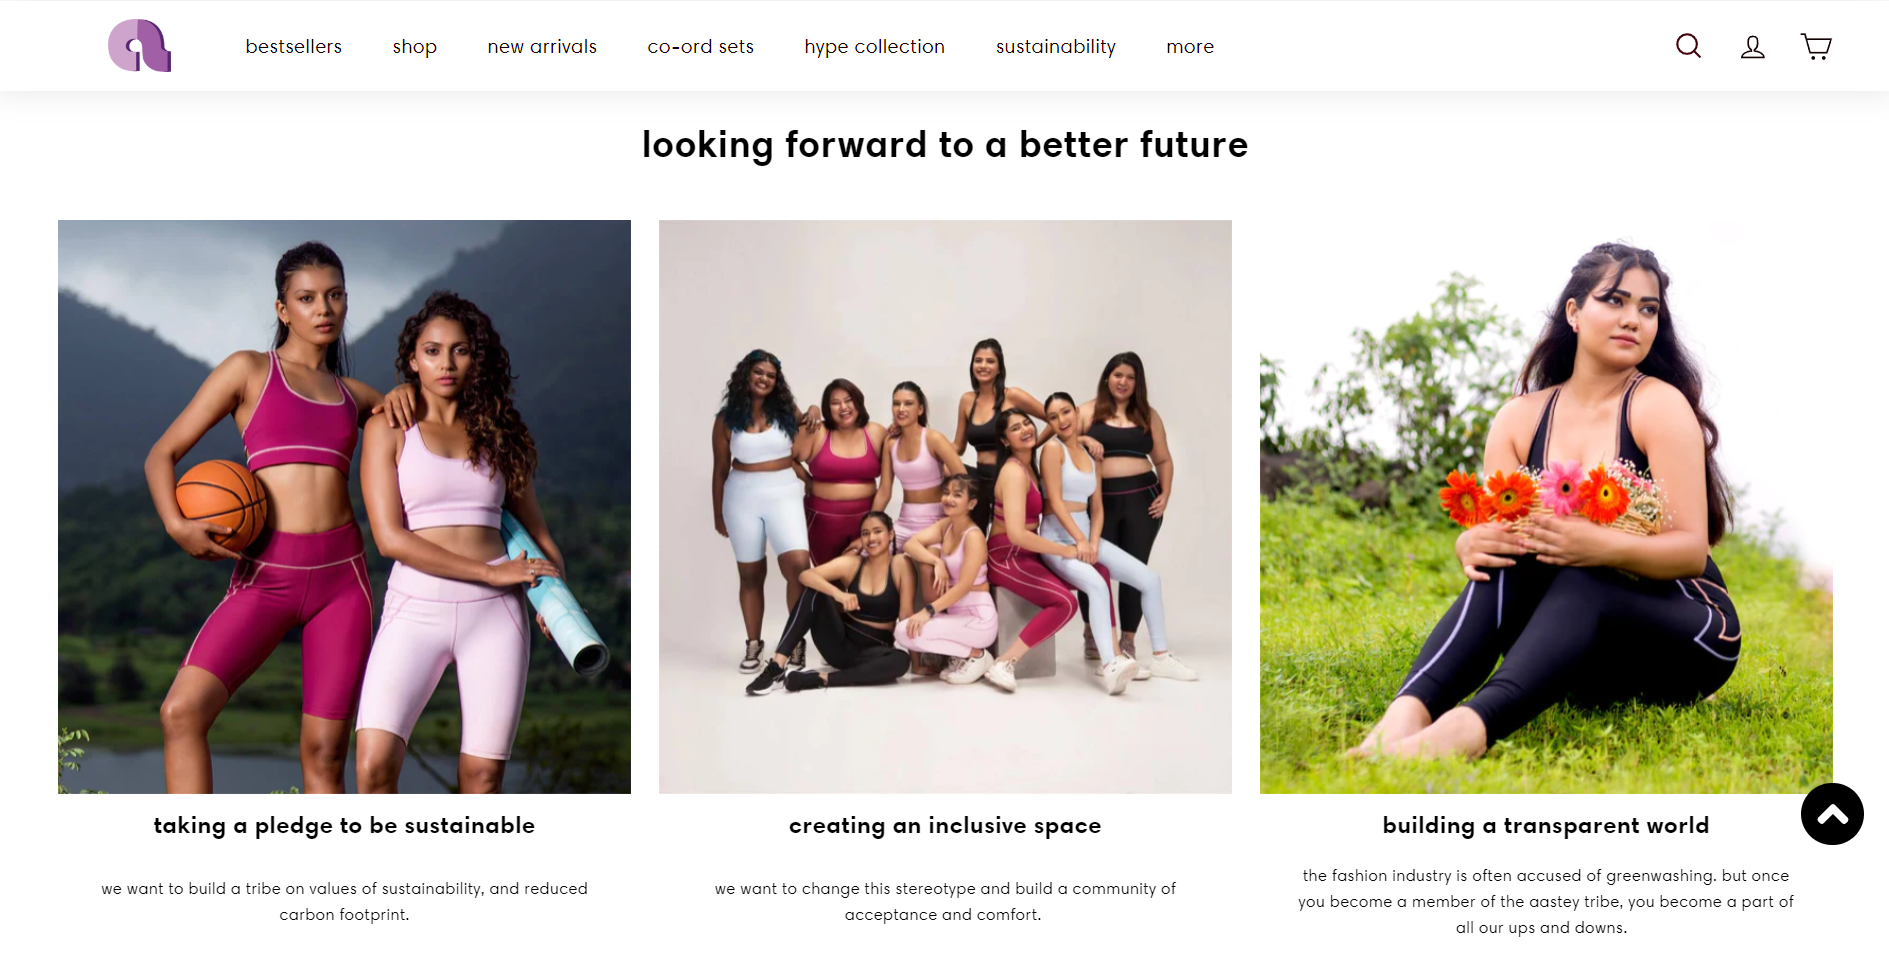 bestsellers
shop
new arrivals
co-ord sets
hype collection
sustainability
more
looking forward to a better future
taking a pledge to be sustainable
we want to build a tribe on values of sustainability, and reduced
carbon footprint.
creating an inclusive space
we want to change this stereotype and build a community of
acceptance and comfort.
building a transparent world
the fashion industry is often accused of greenwashing. but once
you become a member of the aastey tribe, you become a part of
all our ups and downs.